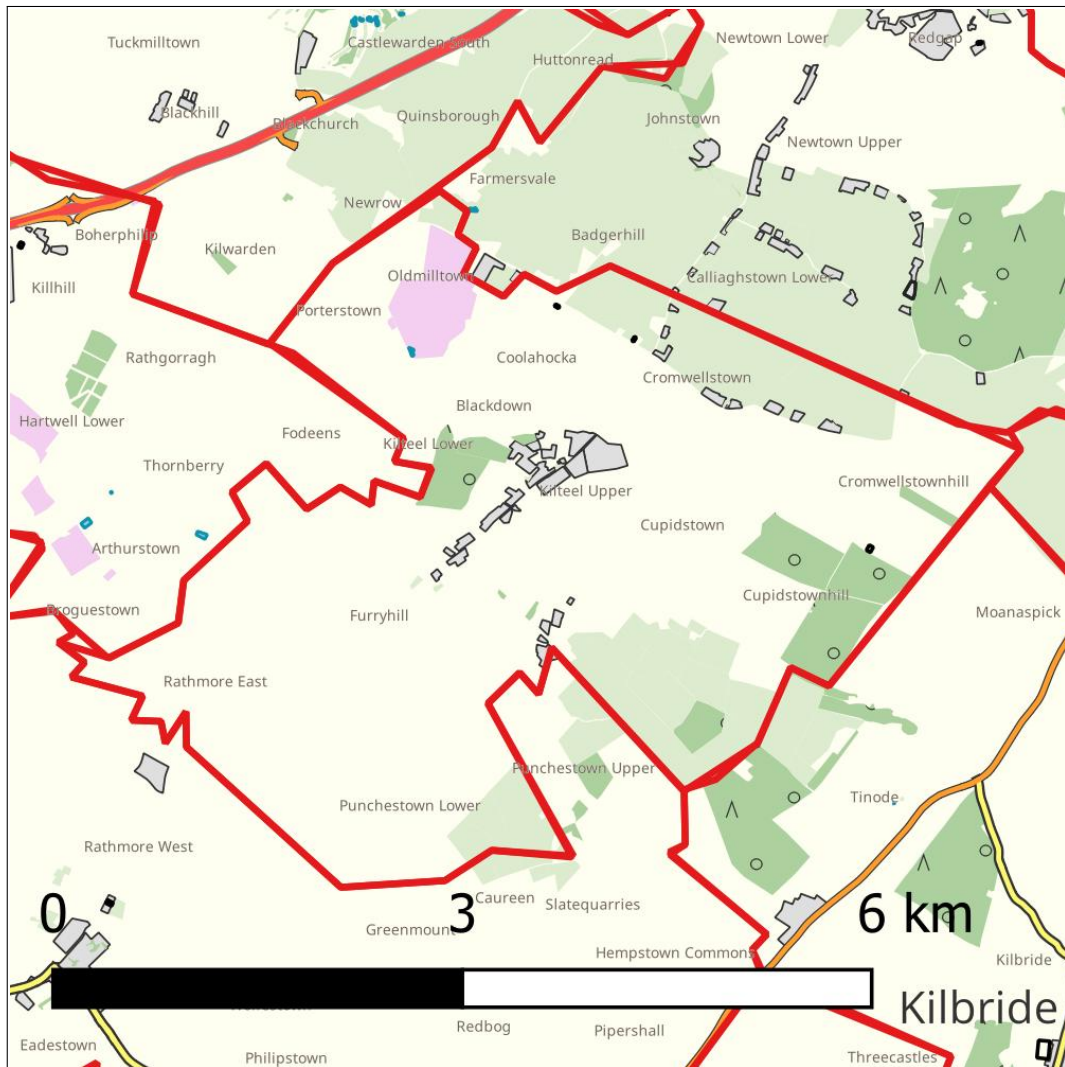 Tuckmilltown
Castlewarden South
Newtown Lower
Redgap
Huttonread
Blackhill
Blackchurch
Quinsborough
Johnstown
Newtown Upper
Farmersvale
Newrow
Boherphilip
Kilwarden
Badgerhill
Killhill
Oldmilltown
Calliaghstown Lower
Porterstown
Rathgorragh
Coolahocka
Cromwellstown
Blackdown
Hartwell Lower
Fodeens
Kilteel Lower
Thornberry
Kilteel Upper
Cromwellstownhill
Cupidstown
Arthurstown
Broguestown
Furryhill
Cupidstownhill
Moanaspick
Rathmore East
Punchestown Upper
Punchestown Lower
Tinode
Rathmore West
Caureen
Slatequarries
0 3 6 km
Greenmount
Hempstown Commons
Kilbride
Kilbride
Redbog
Pipershall
Eadestown
Philipstown
Threecastles